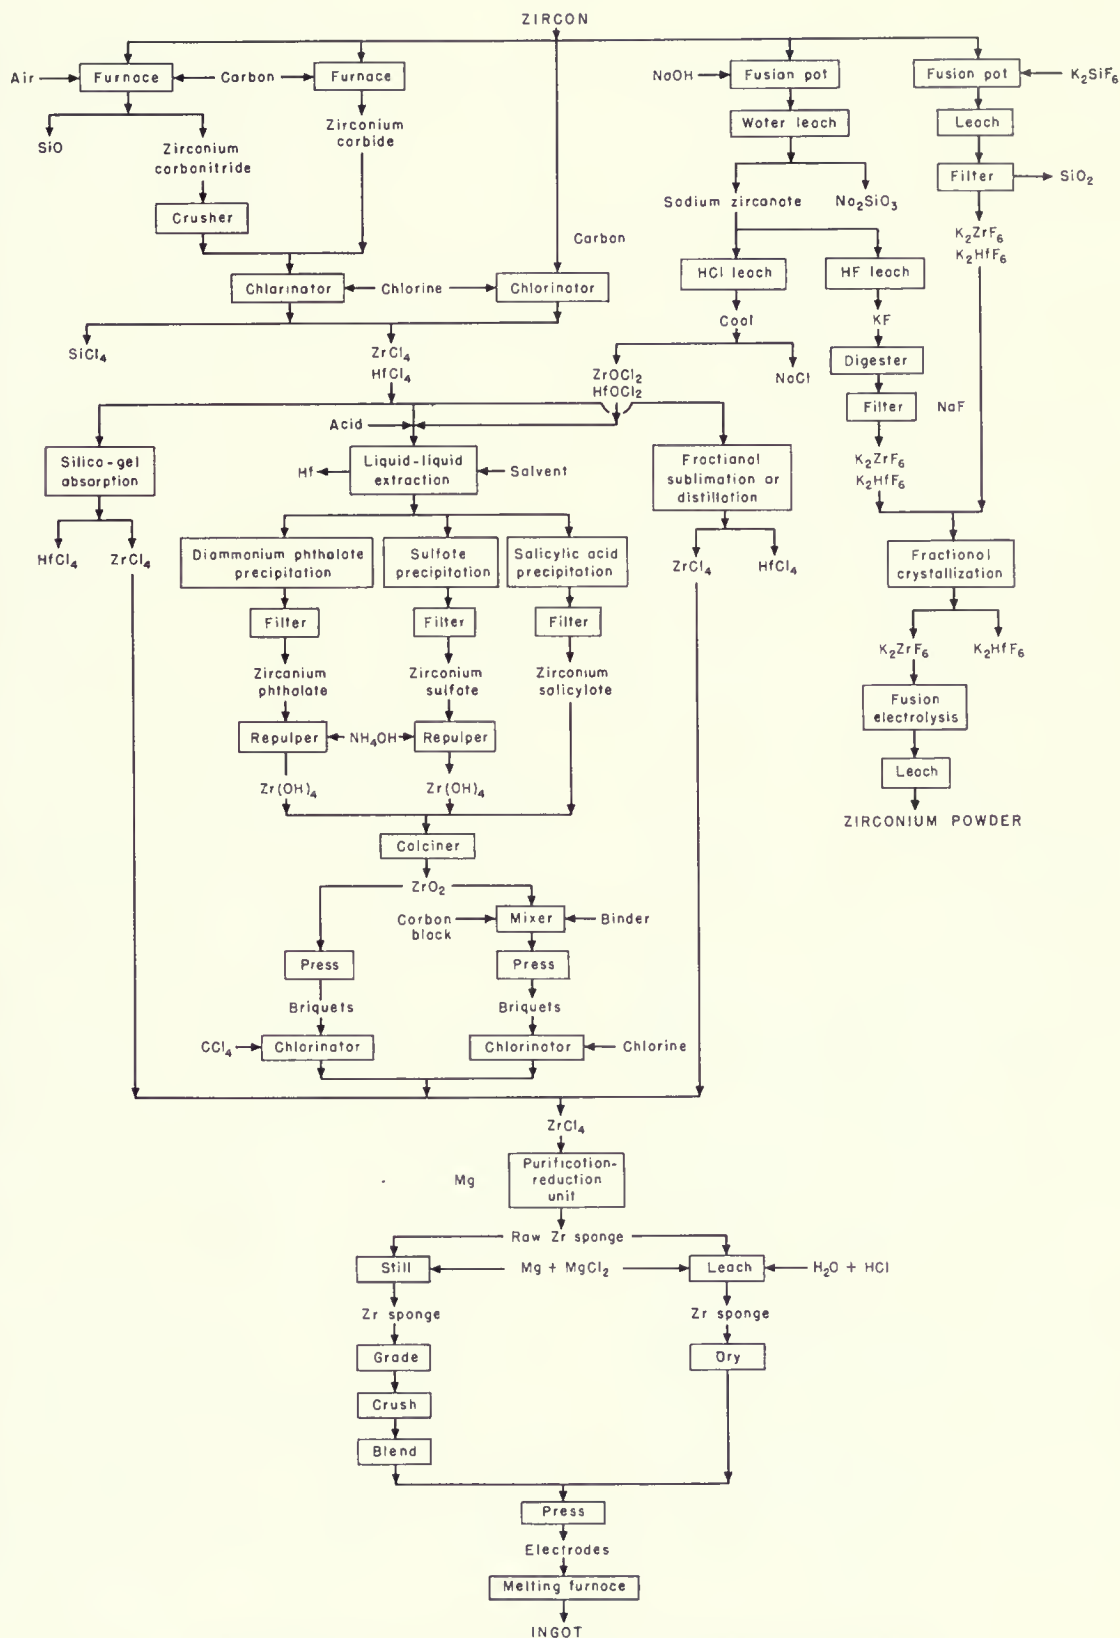 ZIRCON
Air
Furnace
Carbon
Furnace
NaOH
Fusion pot
Fusion pot
K2SiF6
SiO
Zirconium
carbonitride
Zirconium
carbide
Water leach
Leach
Crusher
Sodium zirconate
Na2SiO3
Filter
SiO2
K2ZrF6
K2HfF6
Carbon
Chlorinator
Chlorine
Chlorinator
HCl leach
HF leach
Cool
KF
SiCl4
ZrCl4
HfCl4
ZrOCl2
HfOCl2
NaCl
Digester
Filter
NaF
Acid
Silico-gel
absorption
Hf
Liquid-liquid
extraction
Solvent
Fractional
sublimation or
distillation
K2ZrF6
K2HfF6
HfCl4
ZrCl4
Diammonium phthalate
precipitation
Sulfate
precipitation
Salicylic acid
precipitation
ZrCl4
HfCl4
Fractional
crystallization
Filter
Filter
Filter
K2ZrF6
K2HfF6
Zirconium
phthalate
Zirconium
sulfate
Zirconium
salicylate
Fusion
electrolysis
Repulper
NH4OH
Repulper
Leach
Zr(OH)4
Zr(OH)4
ZIRCONIUM POWDER
Calciner
ZrO2
Carbon
black
Mixer
Binder
Press
Press
Briquets
Briquets
CCl4
Chlorinator
Chlorinator
Chlorine
ZrCl4
Mg
Purification-
reduction
unit
Raw Zr sponge
Still
Mg + MgCl2
Leach
H2O + HCl
Zr sponge
Zr sponge
Grade
Dry
Crush
Blend
Press
Electrodes
Melting furnace
INGOT